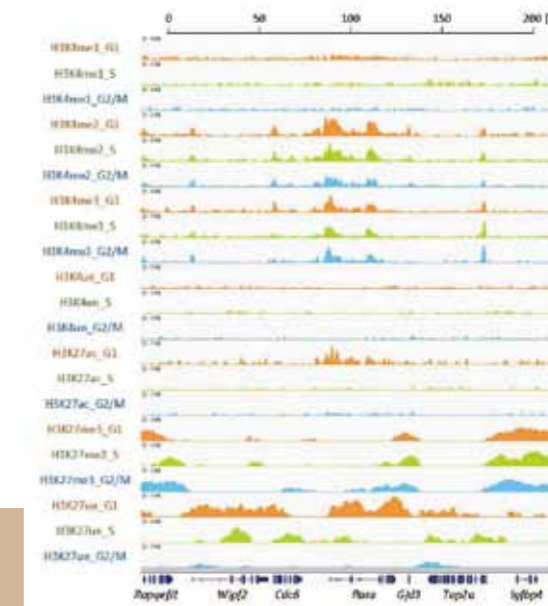 0 50 100 150 200
H3K4me1_G1
H3K4me1_S
H3K4me1_G2/M
H3K4me2_G1
H3K4me2_S
H3K4me2_G2/M
H3K4me3_G1
H3K4me3_S
H3K4me3_G2/M
H3K4un_G1
H3K4un_S
H3K4un_G2/M
H3K27ac_G1
H3K27ac_S
H3K27ac_G2/M
H3K27me3_G1
H3K27me3_S
H3K27me3_G2/M
H3K27un_G1
H3K27un_S
H3K27un_G2/M
Rapgefl1 Wipf2 Cdc6 Rara Gjd3 Top2a Igfbp4